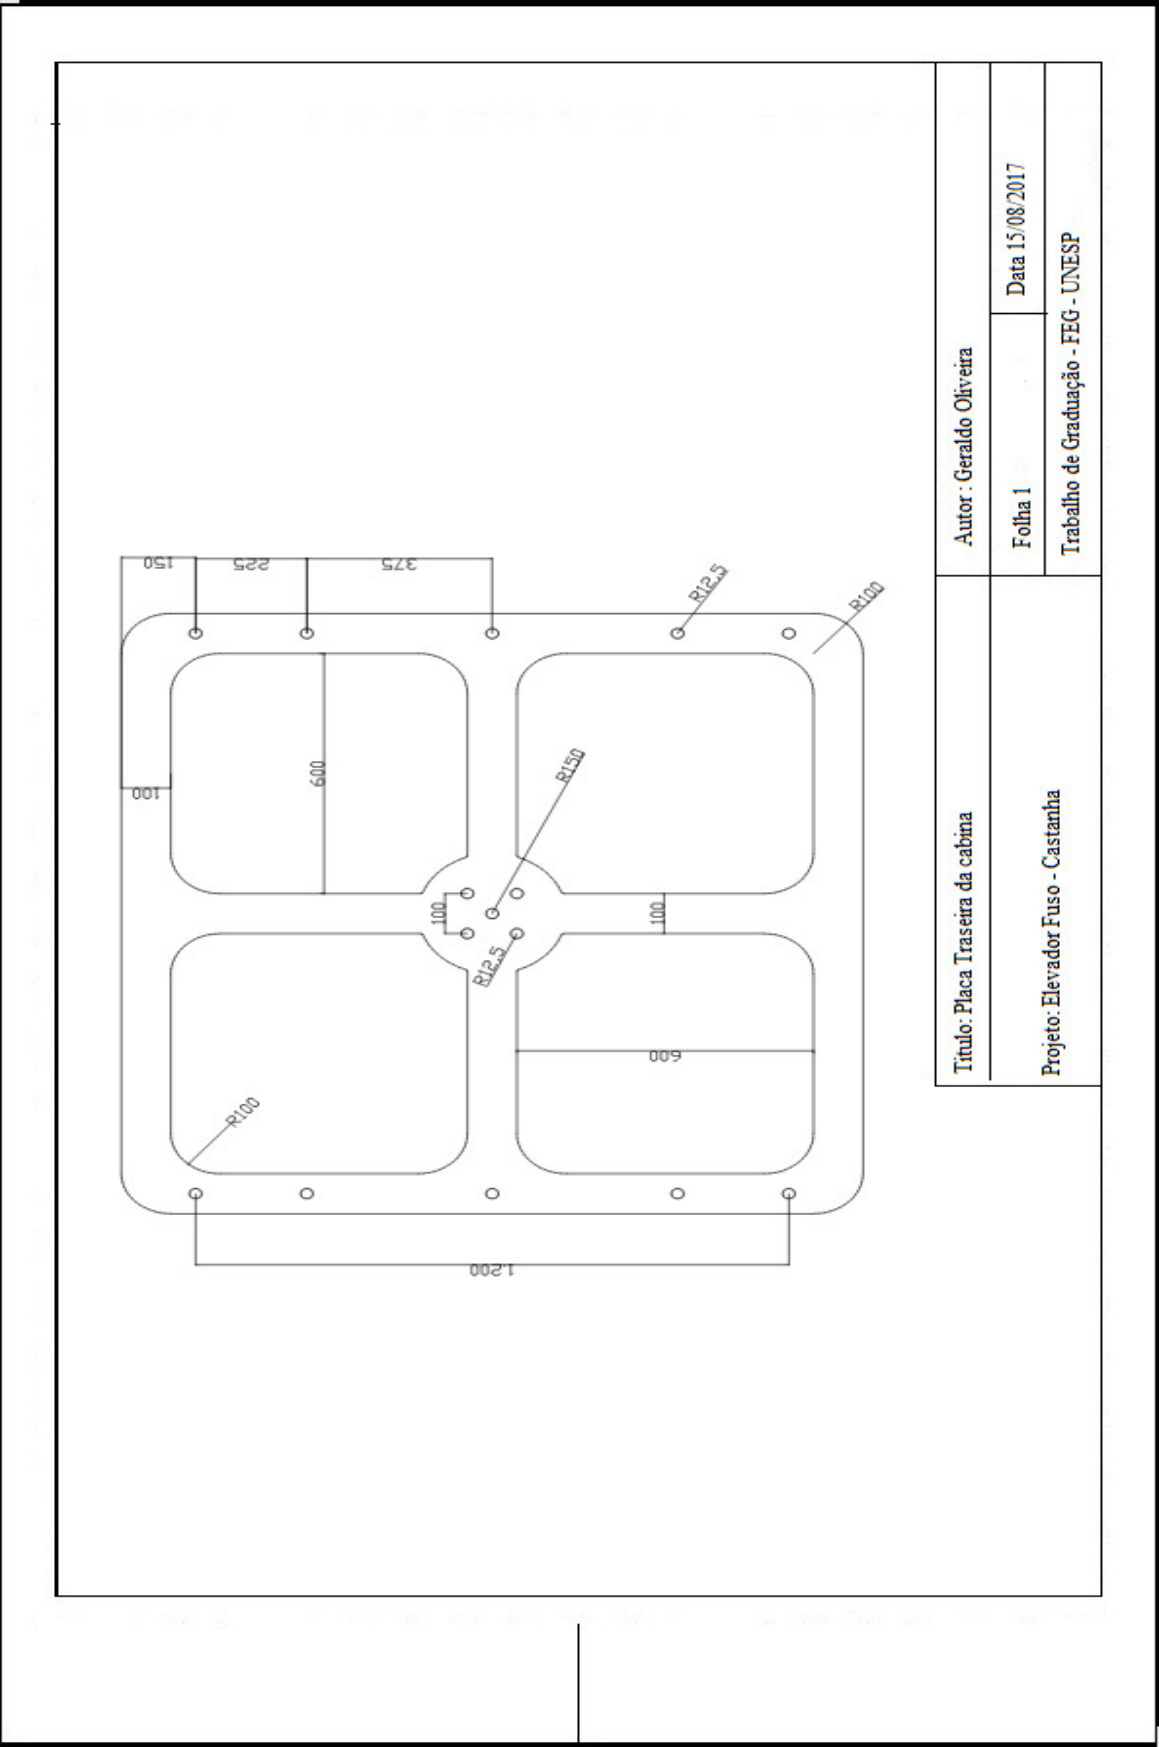 150
225
375
R12.5
R100
100
600
R150
100
100
R12.5
600
R100
1.200
Título: Placa Traseira da cabina
Autor : Geraldo Oliveira
Projeto: Elevador Fuso - Castanha
Folha 1
Data 15/08/2017
Trabalho de Graduação - FEG - UNESP